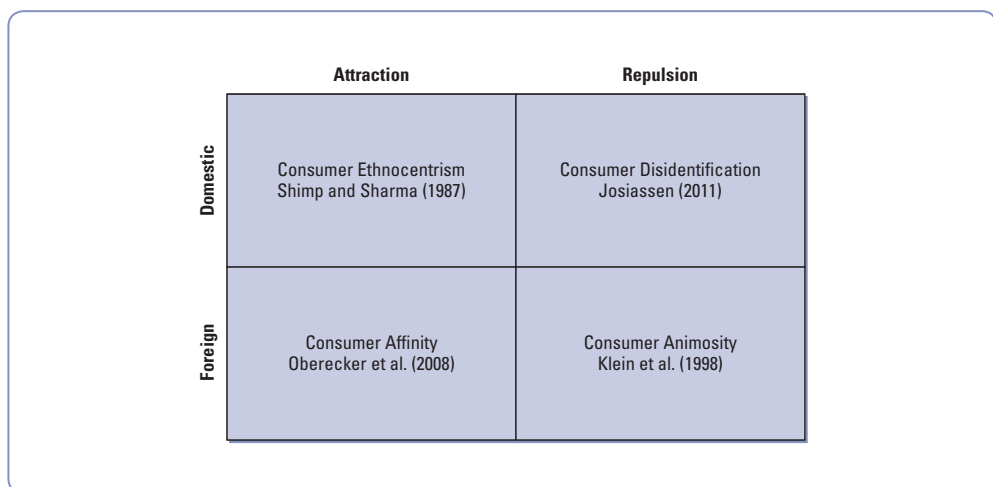 Attraction
Repulsion
Domestic
Consumer Ethnocentrism
Shimp and Sharma (1987)
Consumer Disidentification
Josiassen (2011)
Foreign
Consumer Affinity
Oberecker et al. (2008)
Consumer Animosity
Klein et al. (1998)